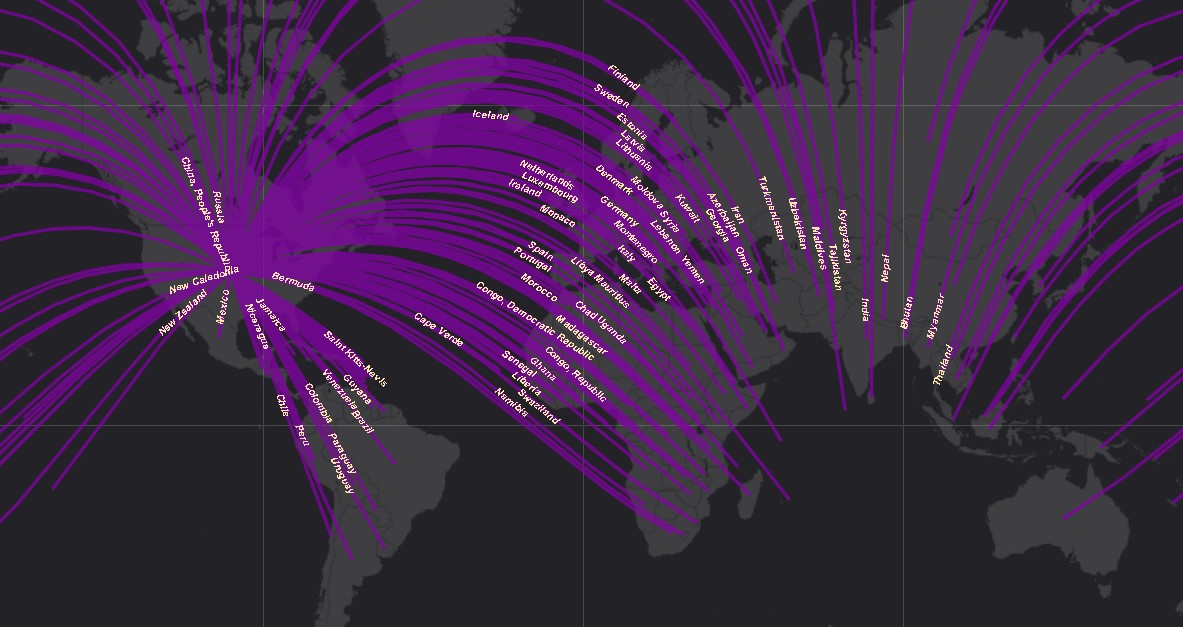 Finland
Sweden
Iceland
Estonia
Latvia
Lithuania
Netherlands
Luxembourg
Ireland
Denmark
Moldova Syria
Kuwait
Azerbaijan
Georgia
Iran
Turkmenistan
Uzbekistan
Maldives
Kyrgyzstan
Tajikistan
China, People's Republic
Russia
Monaco
Germany
Montenegro
Lebanon Yemen
Italy
Oman
Spain
Portugal
Libya Mauritius
Malta
Egypt
Nepal
India
Bhutan
Myanmar
Thailand
New Caledonia
New Zealand
Mexico
Bermuda
Jamaica
Nicaragua
Morocco
Congo, Democratic Republic
Chad Uganda
Madagascar
Cape Verde
Saint Kitts-Nevis
Senegal
Ghana
Congo, Republic
Liberia
Swaziland
Namibia
Guyana
Venezuela Brazil
Colombia
Chile
Peru
Paraguay
Uruguay